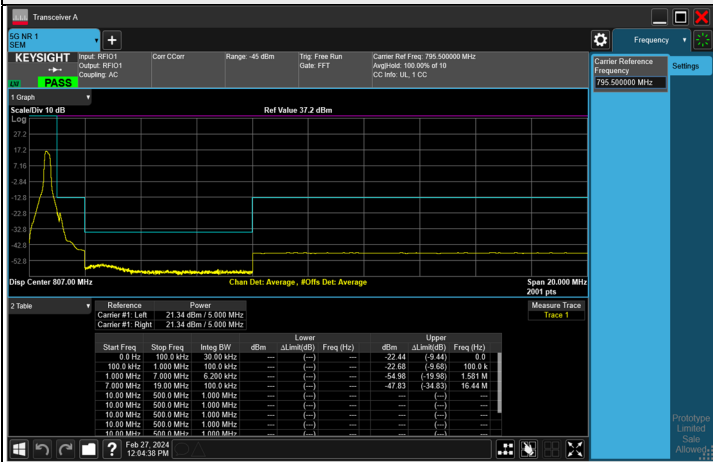 Transceiver A
5G NR 1
SEM
+
Frequency
KEYSIGHT
Input: RFIO1
Output: RFIO1
Coupling: AC
Corr CCorr
Range: -45 dBm
Trig: Free Run
Gate: FFT
Carrier Ref Freq: 795.500000 MHz
Avg|Hold: 100.00% of 10
CC Info: UL, 1 CC
PASS
Carrier Reference
Frequency
795.500000 MHz
Settings
1 Graph
Scale/Div 10 dB
Ref Value 37.2 dBm
Log
27.2
17.2
7.16
-2.84
-12.8
-22.8
-32.8
-42.8
-52.8
Disp Center 807.00 MHz
Chan Det: Average , #Offs Det: Average
Span 20.000 MHz
2001 pts
2 Table
Measure Trace
Trace 1
Reference Power
Carrier #1: Left 21.34 dBm / 5.000 MHz
Carrier #1: Right 21.34 dBm / 5.000 MHz
Lower Upper
Start Freq Stop Freq Integ BW dBm ΔLimit(dB) Freq (Hz) dBm ΔLimit(dB) Freq (Hz)
0.0 Hz 100.0 kHz 30.00 kHz --- (---) --- -22.44 (-9.44) 0.0
100.0 kHz 1.000 MHz 100.0 kHz --- (---) --- -22.68 (-9.68) 100.0 k
1.000 MHz 7.000 MHz 6.200 kHz --- (---) --- -54.98 (-19.98) 1.581 M
7.000 MHz 19.00 MHz 100.0 kHz --- (---) --- -47.83 (-34.83) 16.44 M
10.00 MHz 500.0 MHz 1.000 MHz --- (---) --- --- (---) ---
10.00 MHz 500.0 MHz 1.000 MHz --- (---) --- --- (---) ---
10.00 MHz 500.0 MHz 1.000 MHz --- (---) --- --- (---) ---
10.00 MHz 500.0 MHz 1.000 MHz --- (---) --- --- (---) ---
Feb 27, 2024
12:04:38 PM
Prototype
Limited
Sale
Allowed